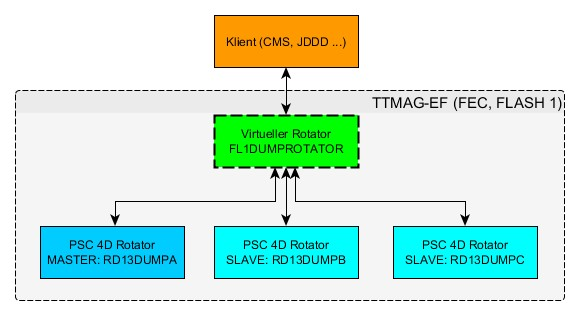 Klient (CMS, JDDD ...)
TTMAG-EF (FEC, FLASH 1)
Virtueller Rotator
FL1DUMPROTATOR
PSC 4D Rotator
MASTER: RD13DUMPA
PSC 4D Rotator
SLAVE: RD13DUMPB
PSC 4D Rotator
SLAVE: RD13DUMPC